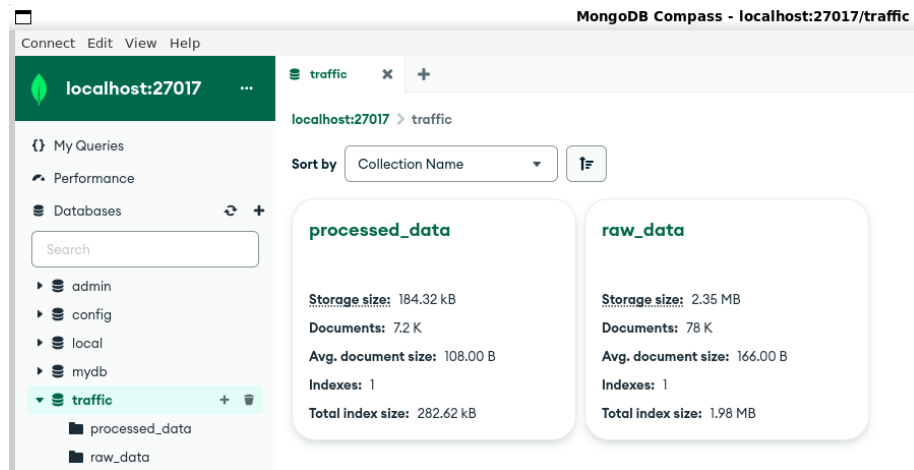 MongoDB Compass - localhost:27017/traffic
Connect Edit View Help
localhost:27017 ...
{} My Queries
Performance
Databases
Search
admin
config
local
mydb
traffic
processed_data
raw_data
traffic
localhost:27017 > traffic
Sort by Collection Name
processed_data
Storage size: 184.32 kB
Documents: 7.2 K
Avg. document size: 108.00 B
Indexes: 1
Total index size: 282.62 kB
raw_data
Storage size: 2.35 MB
Documents: 78 K
Avg. document size: 166.00 B
Indexes: 1
Total index size: 1.98 MB